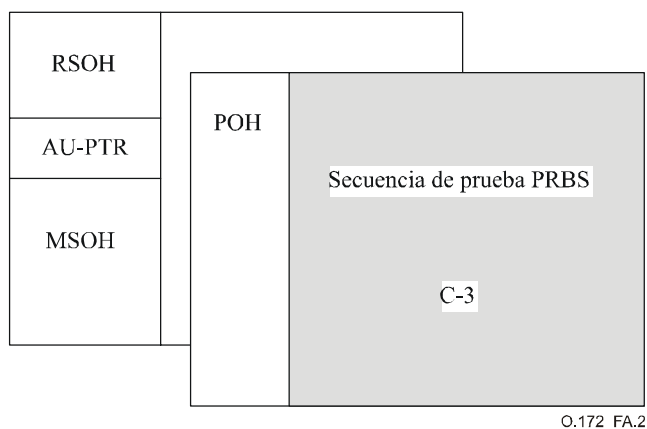 RSOH
AU-PTR
MSOH
POH
Secuencia de prueba PRBS
C-3
O.172 FA.2